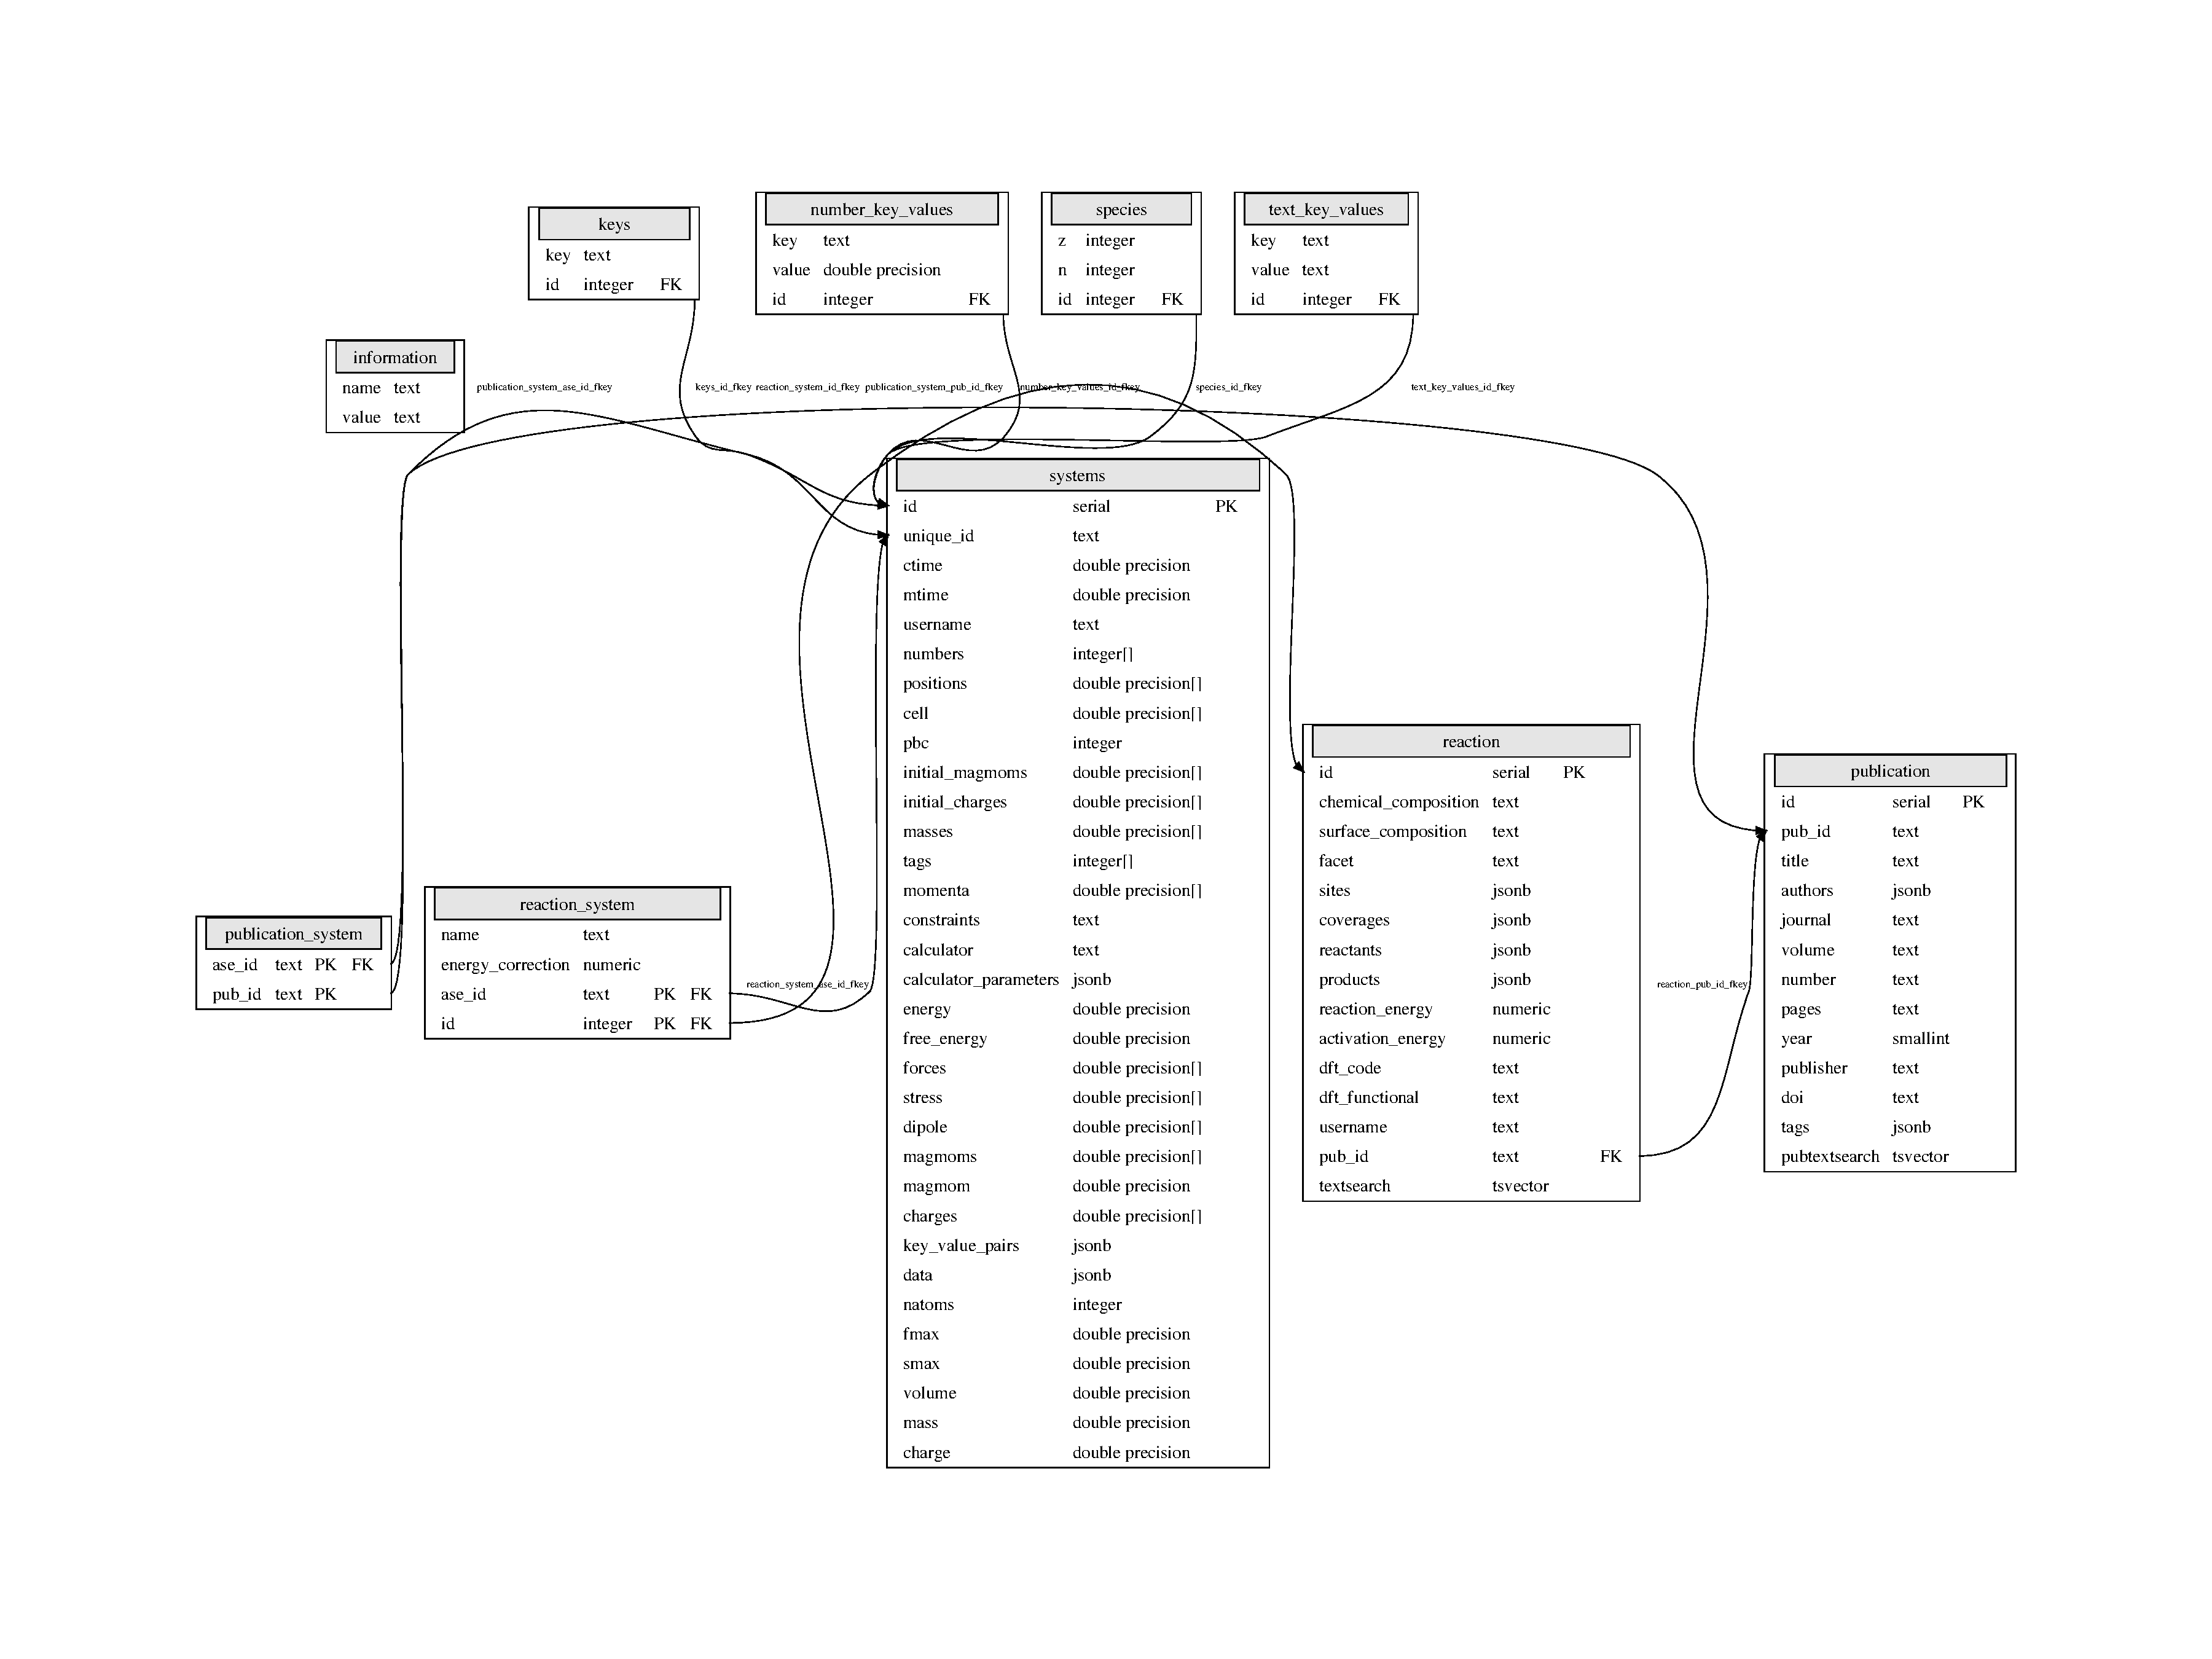 keys
key text
id integer FK
number_key_values
key text
value double precision
id integer FK
species
z integer
n integer
id integer FK
text_key_values
key text
value text
id integer FK
information
name text
value text
publication_system_ase_id_fkey
keys_id_fkey
reaction_system_id_fkey
publication_system_pub_id_fkey
number_key_values_id_fkey
species_id_fkey
text_key_values_id_fkey
systems
id serial PK
unique_id text
ctime double precision
mtime double precision
username text
numbers integer[]
positions double precision[]
cell double precision[]
pbc integer
initial_magmoms double precision[]
initial_charges double precision[]
masses double precision[]
tags integer[]
momenta double precision[]
constraints text
calculator text
calculator_parameters jsonb
energy double precision
free_energy double precision
forces double precision[]
stress double precision[]
dipole double precision[]
magmoms double precision[]
magmom double precision
charges double precision[]
key_value_pairs jsonb
data jsonb
natoms integer
fmax double precision
smax double precision
volume double precision
mass double precision
charge double precision
publication_system
ase_id text PK FK
pub_id text PK
reaction_system
name text
energy_correction numeric
ase_id text PK FK
id integer PK FK
reaction_system_ase_id_fkey
reaction
id serial PK
chemical_composition text
surface_composition text
facet text
sites jsonb
coverages jsonb
reactants jsonb
products jsonb
reaction_energy numeric
activation_energy numeric
dft_code text
dft_functional text
username text
pub_id text FK
textsearch tsvector
reaction_pub_id_fkey
publication
id serial PK
pub_id text
title text
authors jsonb
journal text
volume text
number text
pages text
year smallint
publisher text
doi text
tags jsonb
pubtextsearch tsvector